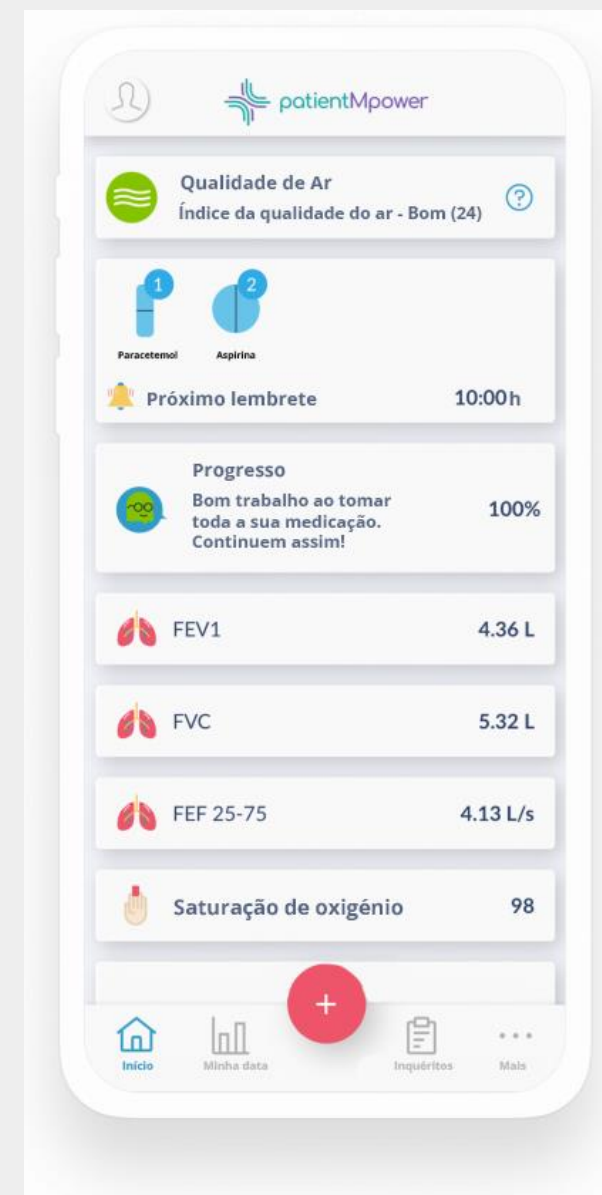 patientMpower
Qualidade de Ar
Índice da qualidade do ar - Bom (24)
?
1
2
Paracetemol
Aspirina
Próximo lembrete
10:00h
Progresso
Bom trabalho ao tomar
toda a sua medicação.
Continuem assim!
100%
FEV1
4.36 L
FVC
5.32 L
FEF 25-75
4.13 L/s
Saturação de oxigénio
98
+
Início
Minha data
Inquéritos
Mais